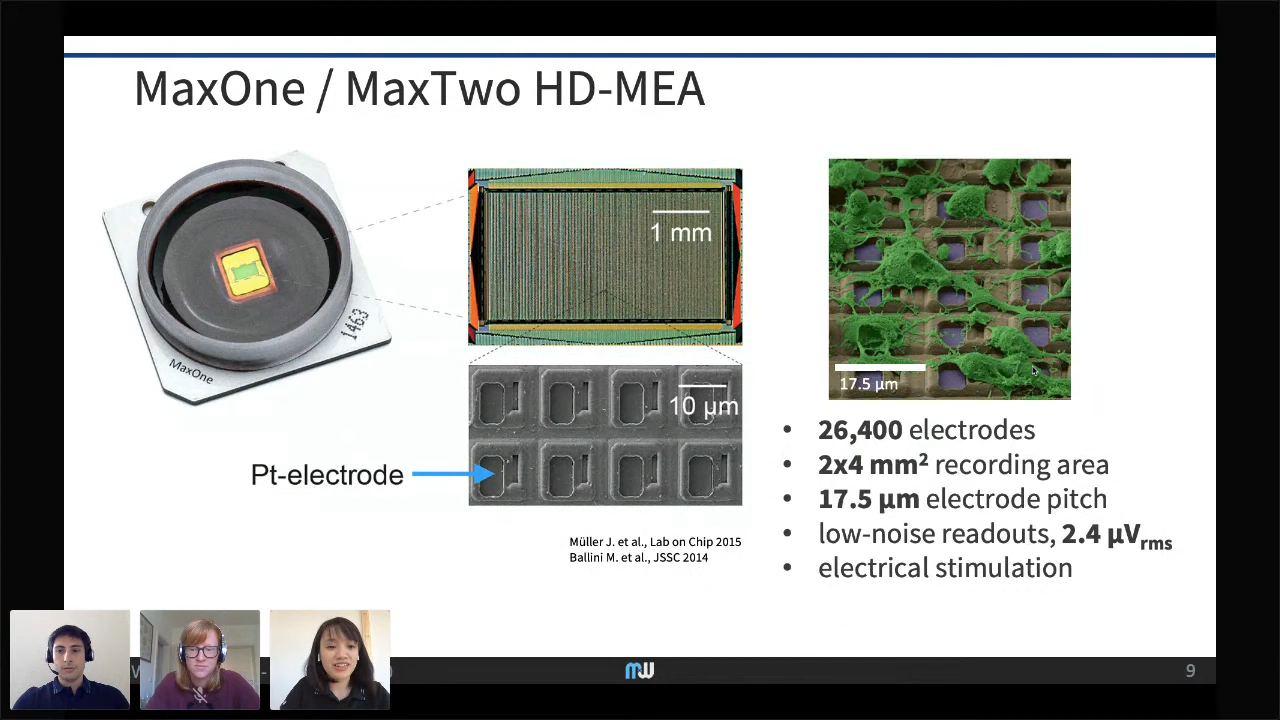 MaxOne / MaxTwo HD-MEA
1463
MaxOne
1 mm
10 µm
Pt-electrode
Müller J. et al., Lab on Chip 2015
Ballini M. et al., JSSC 2014
17.5 µm
• 26,400 electrodes
• 2x4 mm² recording area
• 17.5 µm electrode pitch
• low-noise readouts, 2.4 µVrms
• electrical stimulation
9